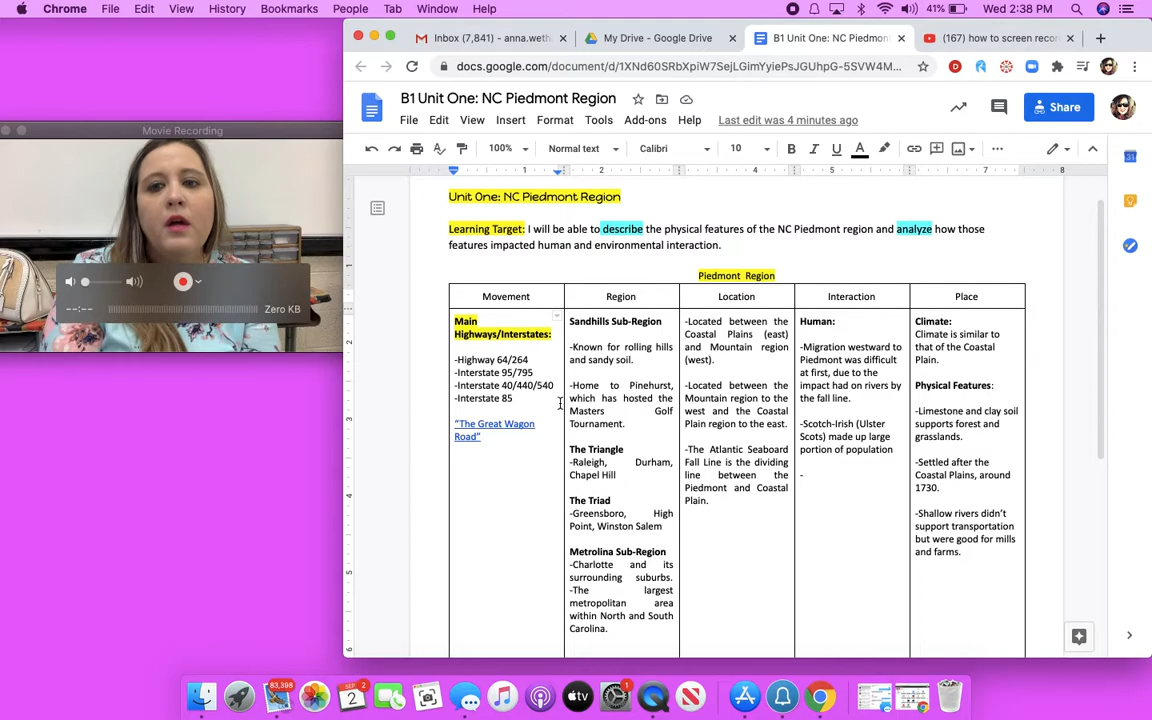 Chrome File Edit View History Bookmarks People Tab Window Help 41% Wed 2:38 PM
Inbox (7,841) - anna.weth
My Drive - Google Drive
B1 Unit One: NC Piedmont
(167) how to screen recor
docs.google.com/document/d/1XNd60SRbXpiW7SejLGimYyiePsJGUhpG-5SVW4M...
B1 Unit One: NC Piedmont Region
Share
File Edit View Insert Format Tools Add-ons Help Last edit was 4 minutes ago
100% Normal text Calibri 10 B I U A
1 2 4 5 7 8
Movie Recording
--:-- Zero KB
Unit One: NC Piedmont Region
Learning Target: I will be able to describe the physical features of the NC Piedmont region and analyze how those
features impacted human and environmental interaction.
Piedmont Region
Movement
Main
Highways/Interstates:
-Highway 64/264
-Interstate 95/795
-Interstate 40/440/540
-Interstate 85
“The Great Wagon
Road”
Region
Sandhills Sub-Region
-Known for rolling hills
and sandy soil.
-Home to Pinehurst,
which has hosted the
Masters Golf
Tournament.
The Triangle
-Raleigh, Durham,
Chapel Hill
The Triad
-Greensboro, High
Point, Winston Salem
Metrolina Sub-Region
-Charlotte and its
surrounding suburbs.
-The largest
metropolitan area
within North and South
Carolina.
Location
-Located between the
Coastal Plains (east)
and Mountain region
(west).
-Located between the
Mountain region to the
west and the Coastal
Plain region to the east.
-The Atlantic Seaboard
Fall Line is the dividing
line between the
Piedmont and Coastal
Plain.
Interaction
Human:
-Migration westward to
Piedmont was difficult
at first, due to the
impact had on rivers by
the fall line.
-Scotch-Irish (Ulster
Scots) made up large
portion of population
-
Place
Climate:
Climate is similar to
that of the Coastal
Plain.
Physical Features:
-Limestone and clay soil
supports forest and
grasslands.
-Settled after the
Coastal Plains, around
1730.
-Shallow rivers didn’t
support transportation
but were good for mills
and farms.
83,398
SEP 2
2
tv
1